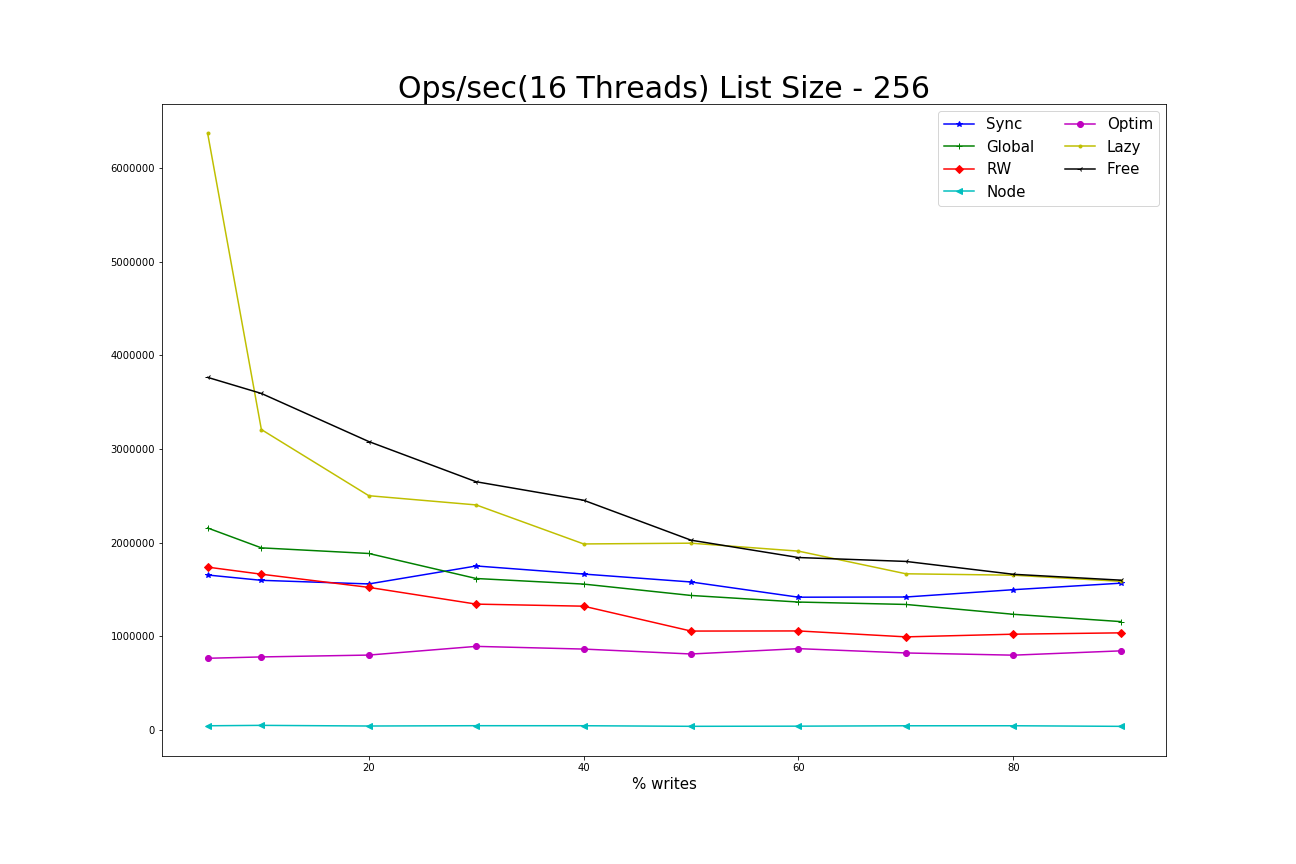 Ops/sec(16 Threads) List Size - 256
Sync
Global
RW
Node
Optim
Lazy
Free
6000000
5000000
4000000
3000000
2000000
1000000
0
20
40
60
80
% writes